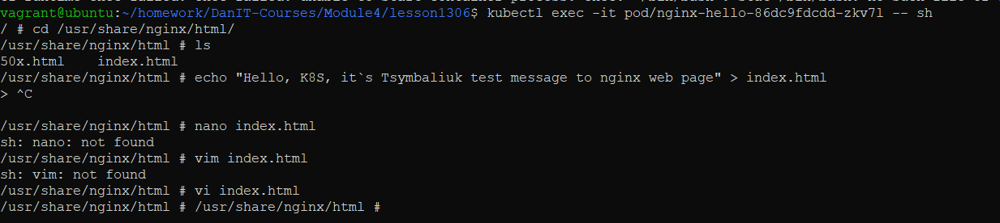 vagrant@ubuntu:~/homework/DanIT-Courses/Module4/lesson1306$ kubectl exec -it pod/nginx-hello-86dc9fdcdd-zkv7l -- sh
/ # cd /usr/share/nginx/html/
/usr/share/nginx/html # ls
50x.html    index.html
/usr/share/nginx/html # echo "Hello, K8S, it`s Tsymbaliuk test message to nginx web page" > index.html
> ^C
/usr/share/nginx/html # nano index.html
sh: nano: not found
/usr/share/nginx/html # vim index.html
sh: vim: not found
/usr/share/nginx/html # vi index.html
/usr/share/nginx/html # /usr/share/nginx/html #